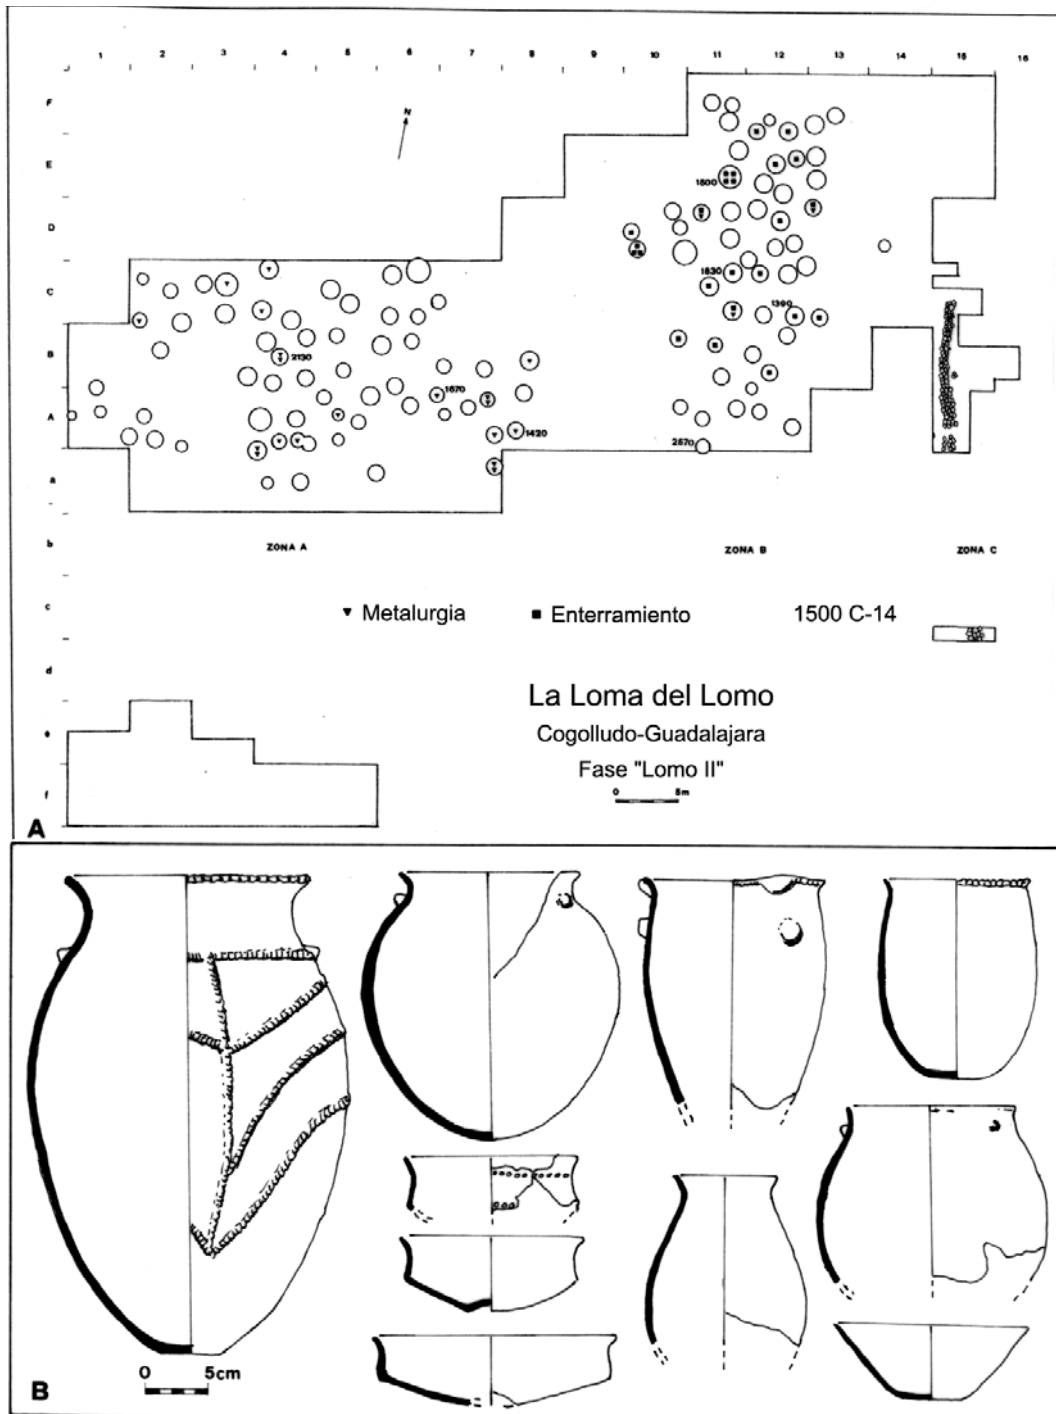 1 2 3 4 5 6 7 8 9 10 11 12 13 14 15 16
F
N
E
1500
D
1630
C
1390
B
2130
1670
A
1420
2570
a
b
ZONA A ZONA B ZONA C
c
▼ Metalurgia ■ Enterramiento 1500 C-14
d
La Loma del Lomo
e
Cogolludo-Guadalajara
Fase "Lomo II"
0 5m
f
A
0 5cm
B